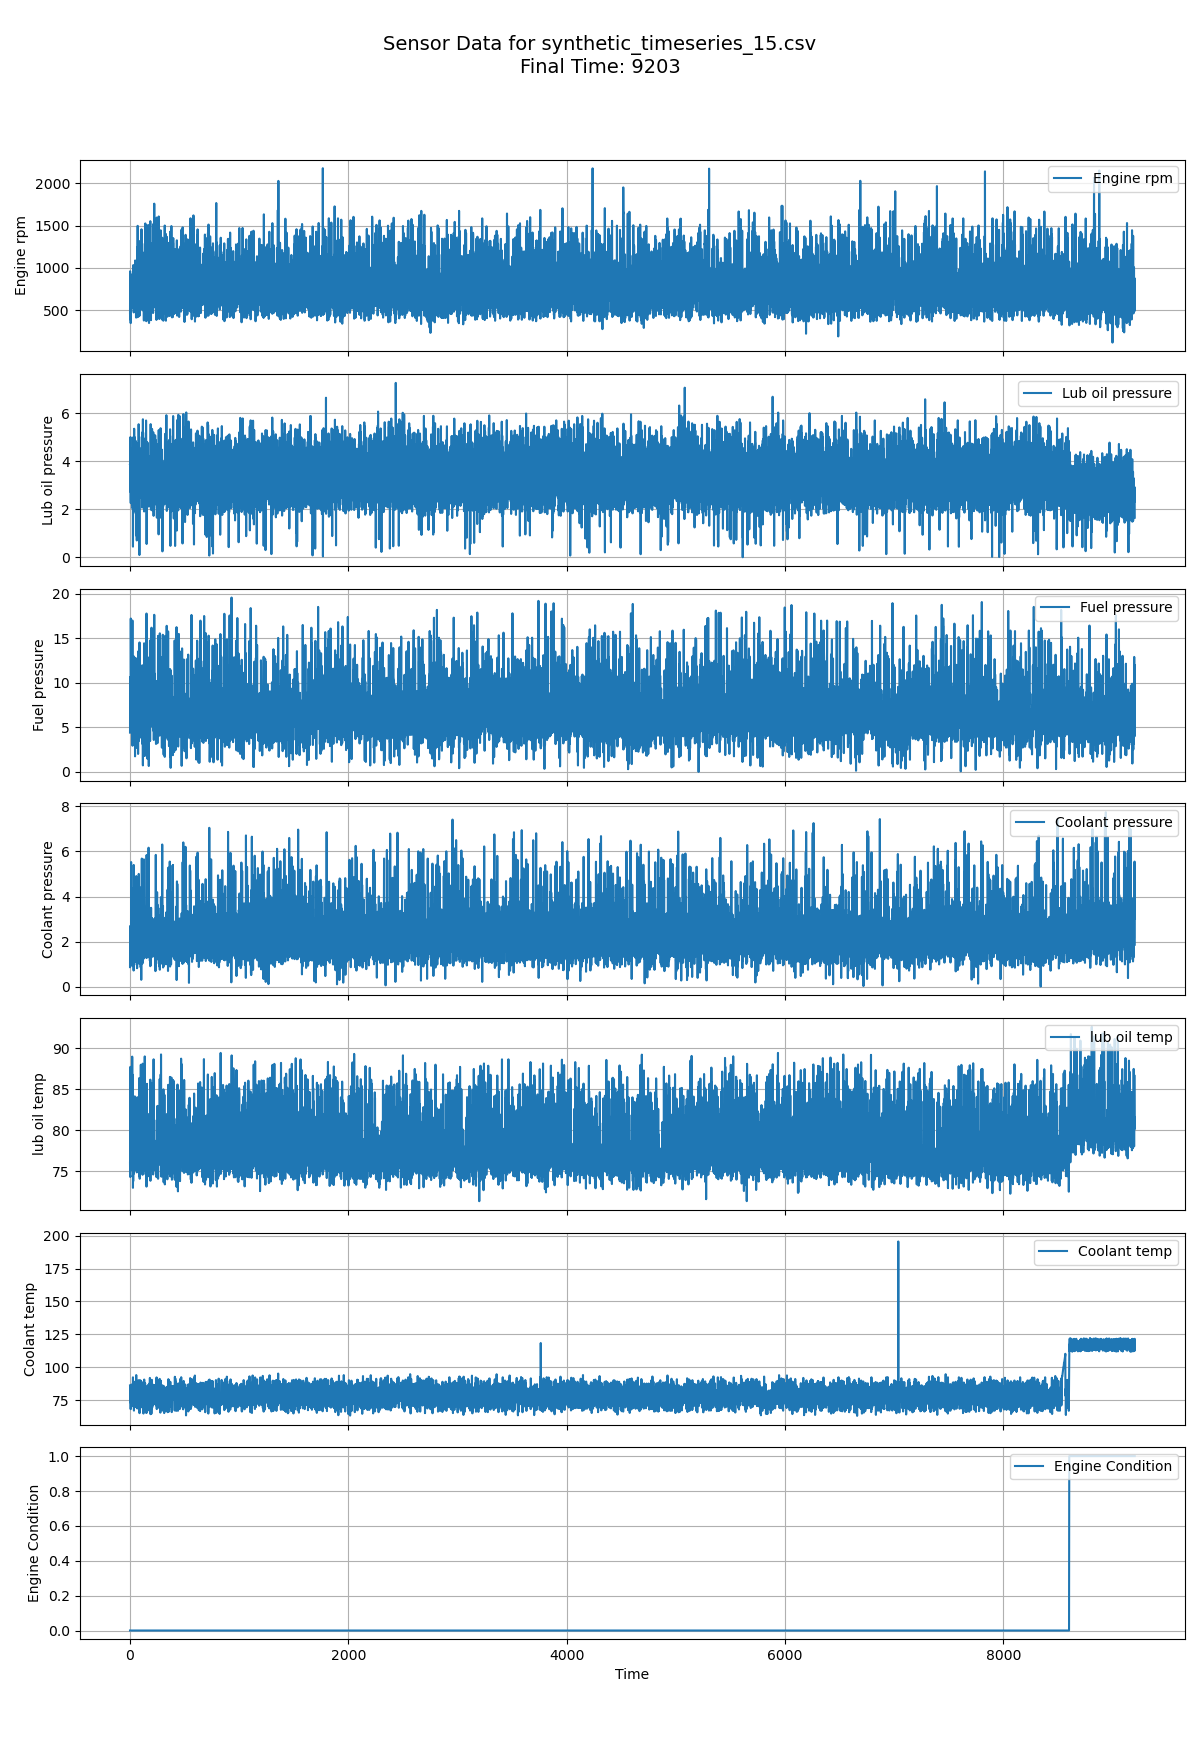 Sensor Data for synthetic_timeseries_15.csv
Final Time: 9203
Engine rpm
2000
1500
1000
500
Engine rpm
Lub oil pressure
6
4
2
0
Lub oil pressure
Fuel pressure
20
15
10
5
0
Fuel pressure
Coolant pressure
8
6
4
2
0
Coolant pressure
lub oil temp
90
85
80
75
lub oil temp
Coolant temp
200
175
150
125
100
75
Coolant temp
Engine Condition
1.0
0.8
0.6
0.4
0.2
0.0
Engine Condition
0 2000 4000 6000 8000
Time